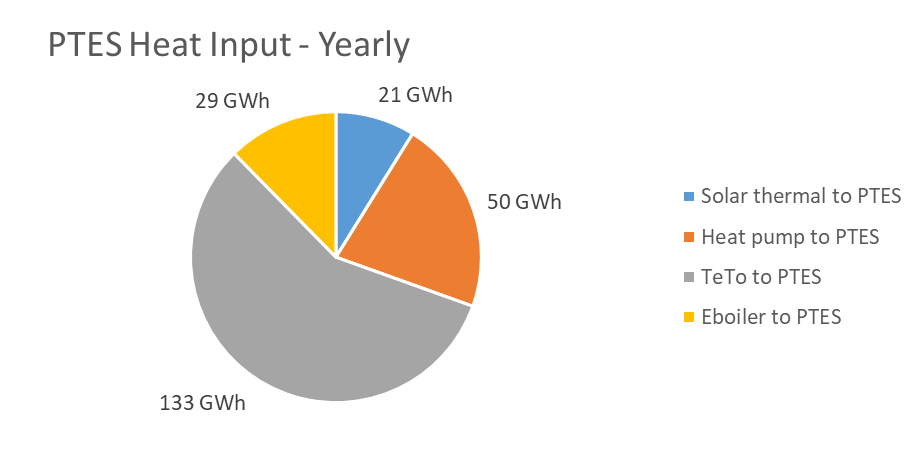 PTES Heat Input - Yearly
29 GWh
21 GWh
50 GWh
133 GWh
Solar thermal to PTES
Heat pump to PTES
TeTo to PTES
Eboiler to PTES